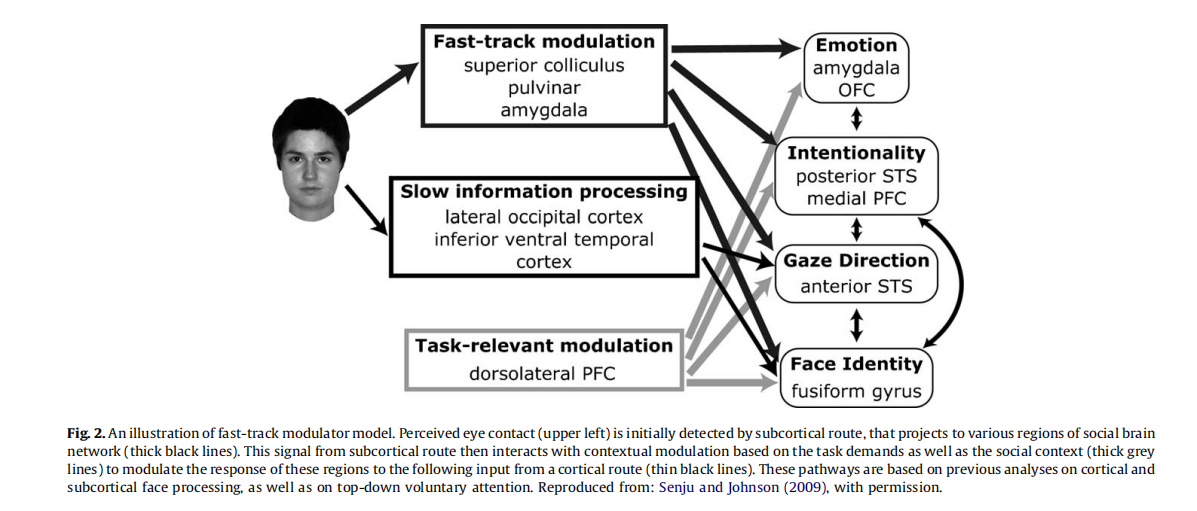 Fast-track modulation
superior colliculus
pulvinar
amygdala
Slow information processing
lateral occipital cortex
inferior ventral temporal
cortex
Task-relevant modulation
dorsolateral PFC
Emotion
amygdala
OFC
Intentionality
posterior STS
medial PFC
Gaze Direction
anterior STS
Face Identity
fusiform gyrus
Fig. 2. An illustration of fast-track modulator model. Perceived eye contact (upper left) is initially detected by subcortical route, that projects to various regions of social brain
network (thick black lines). This signal from subcortical route then interacts with contextual modulation based on the task demands as well as the social context (thick grey
lines) to modulate the response of these regions to the following input from a cortical route (thin black lines). These pathways are based on previous analyses on cortical and
subcortical face processing, as well as on top-down voluntary attention. Reproduced from: Senju and Johnson (2009), with permission.